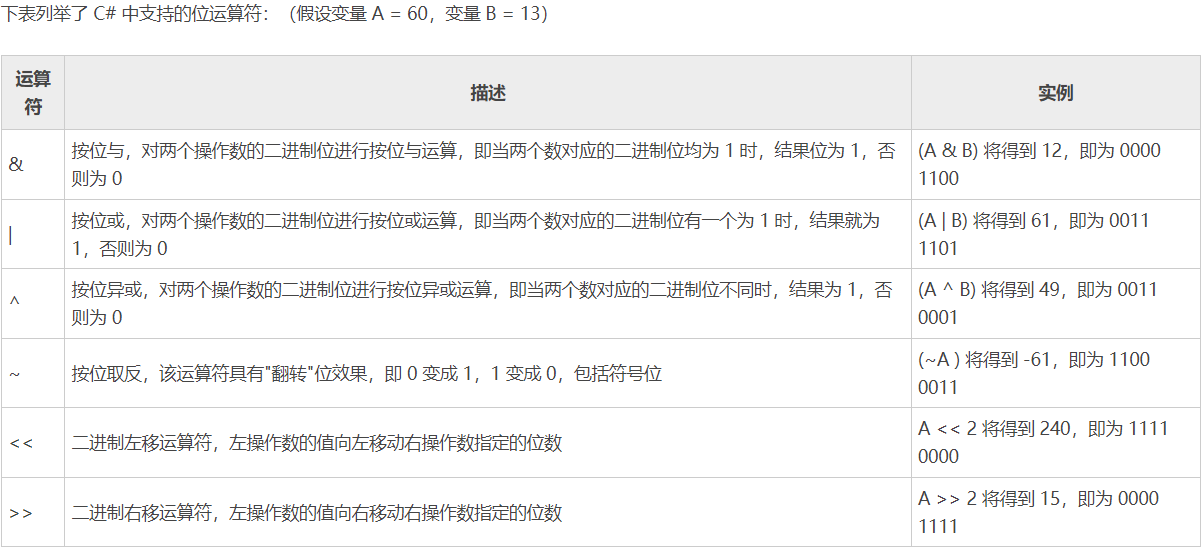 下表列举了 C# 中支持的位运算符：（假设变量 A = 60，变量 B = 13）
运算
符
描述
实例
&
按位与，对两个操作数的二进制位进行按位与运算，即当两个数对应的二进制位均为 1 时，结果位为 1，否
则为 0
(A & B) 将得到 12，即为 0000
1100
|
按位或，对两个操作数的二进制位进行按位或运算，即当两个数对应的二进制位有一个为 1 时，结果就为
1，否则为 0
(A | B) 将得到 61，即为 0011
1101
^
按位异或，对两个操作数的二进制位进行按位异或运算，即当两个数对应的二进制位不同时，结果为 1，否
则为 0
(A ^ B) 将得到 49，即为 0011
0001
~
按位取反，该运算符具有"翻转"位效果，即 0 变成 1，1 变成 0，包括符号位
(~A ) 将得到 -61，即为 1100
0011
<<
二进制左移运算符，左操作数的值向左移动右操作数指定的位数
A << 2 将得到 240，即为 1111
0000
>>
二进制右移运算符，左操作数的值向右移动右操作数指定的位数
A >> 2 将得到 15，即为 0000
1111